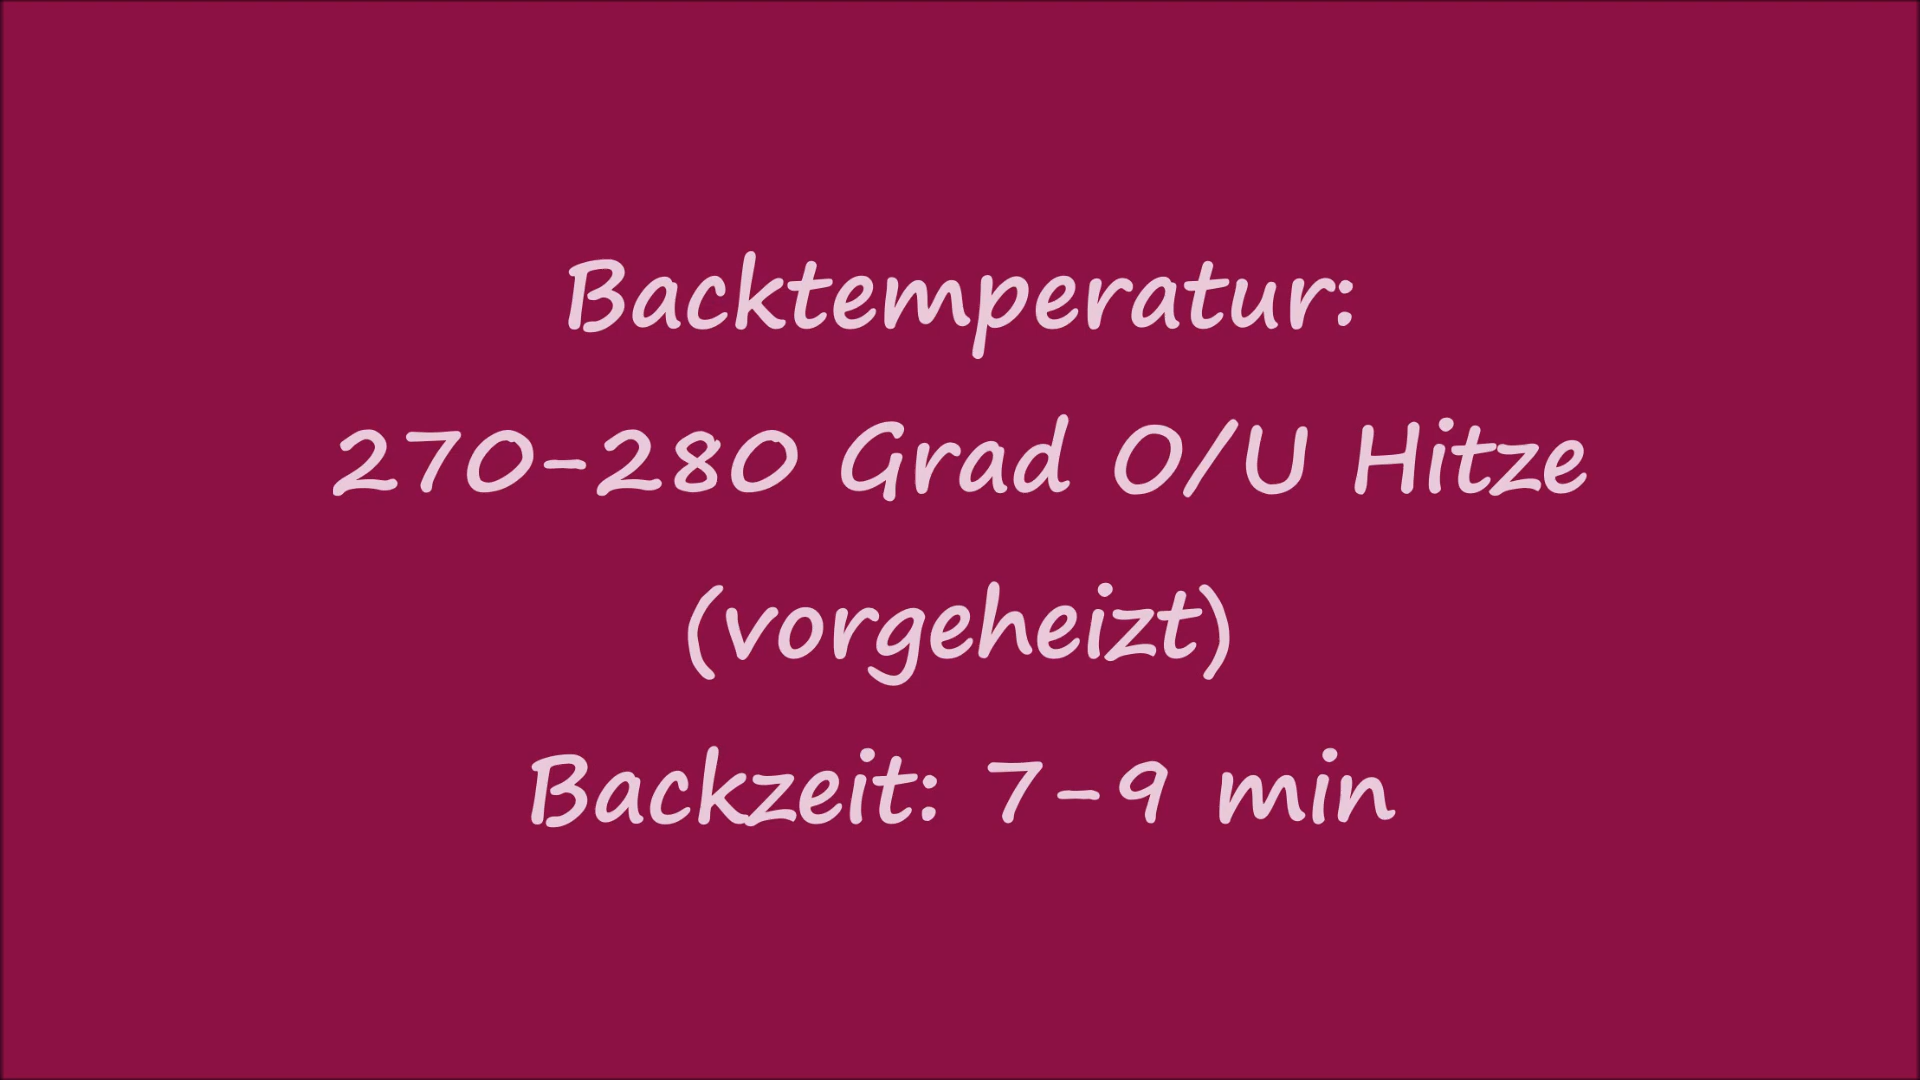 Backtemperatur:
270-280 Grad O/U Hitze
(vorgeheizt)
Backzeit: 7-9 min